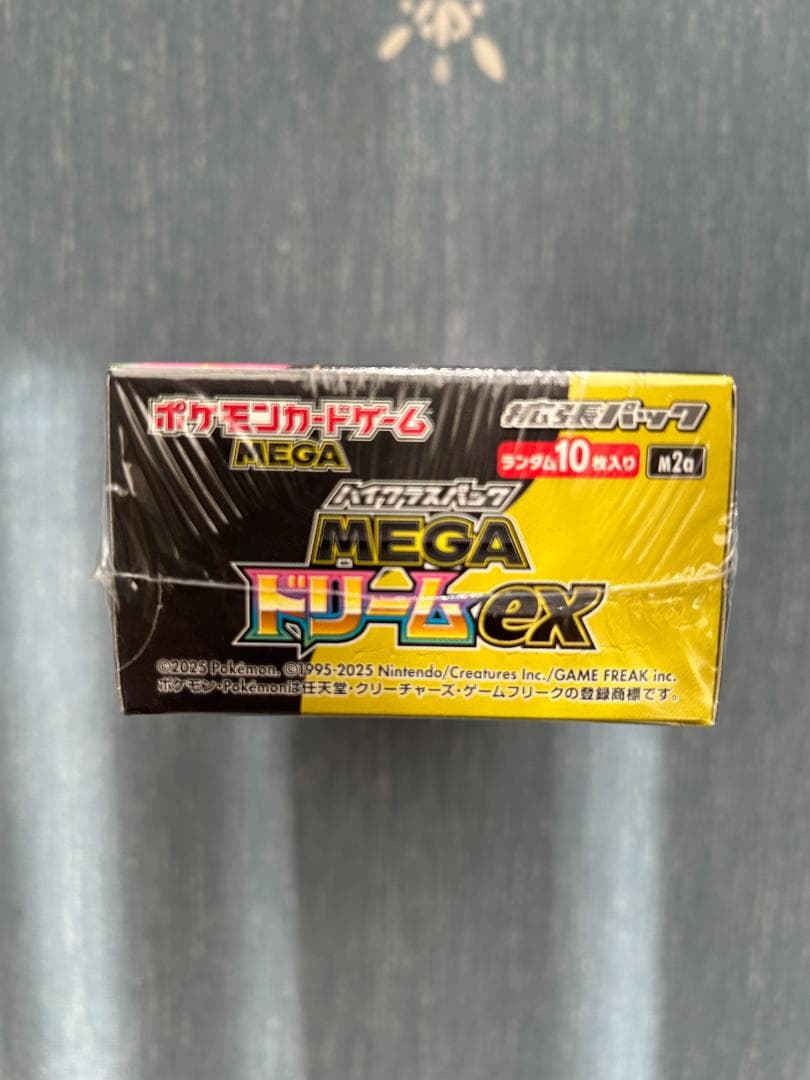 ポケモンカードゲーム
MEGA
拡張パック
ランダム10枚入り
M2a
ハイクラスパック
MEGA
ドリームex
©2025 Pokémon. ©1995-2025 Nintendo/Creatures Inc./GAME FREAK inc.
ポケモン・Pokémonは任天堂・クリーチャーズ・ゲームフリークの登録商標です。